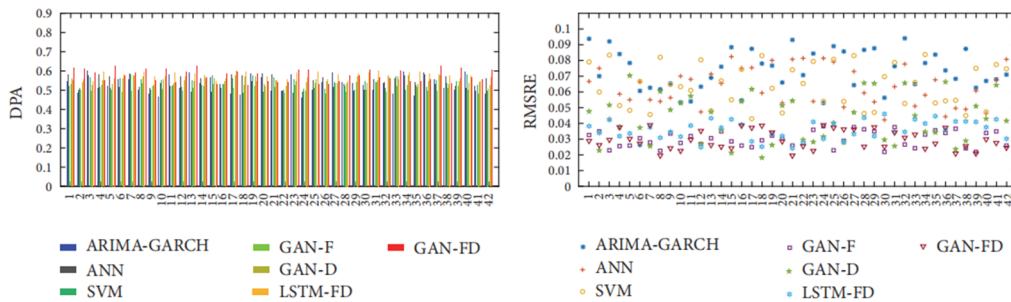 DPA
0.9
0.8
0.7
0.6
0.5
0.4
0.3
0.2
0.1
0
1 2 3 4 5 6 7 8 9 10 11 12 13 14 15 16 17 18 19 20 21 22 23 24 25 26 27 28 29 30 31 32 33 34 35 36 37 38 39 40 41 42
ARIMA-GARCH GAN-F GAN-FD
ANN GAN-D
SVM LSTM-FD
RMSRE
0.1
0.09
0.08
0.07
0.06
0.05
0.04
0.03
0.02
0.01
0
1 2 3 4 5 6 7 8 9 10 11 12 13 14 15 16 17 18 19 20 21 22 23 24 25 26 27 28 29 30 31 32 33 34 35 36 37 38 39 40 41 42
ARIMA-GARCH GAN-F GAN-FD
ANN GAN-D
SVM LSTM-FD